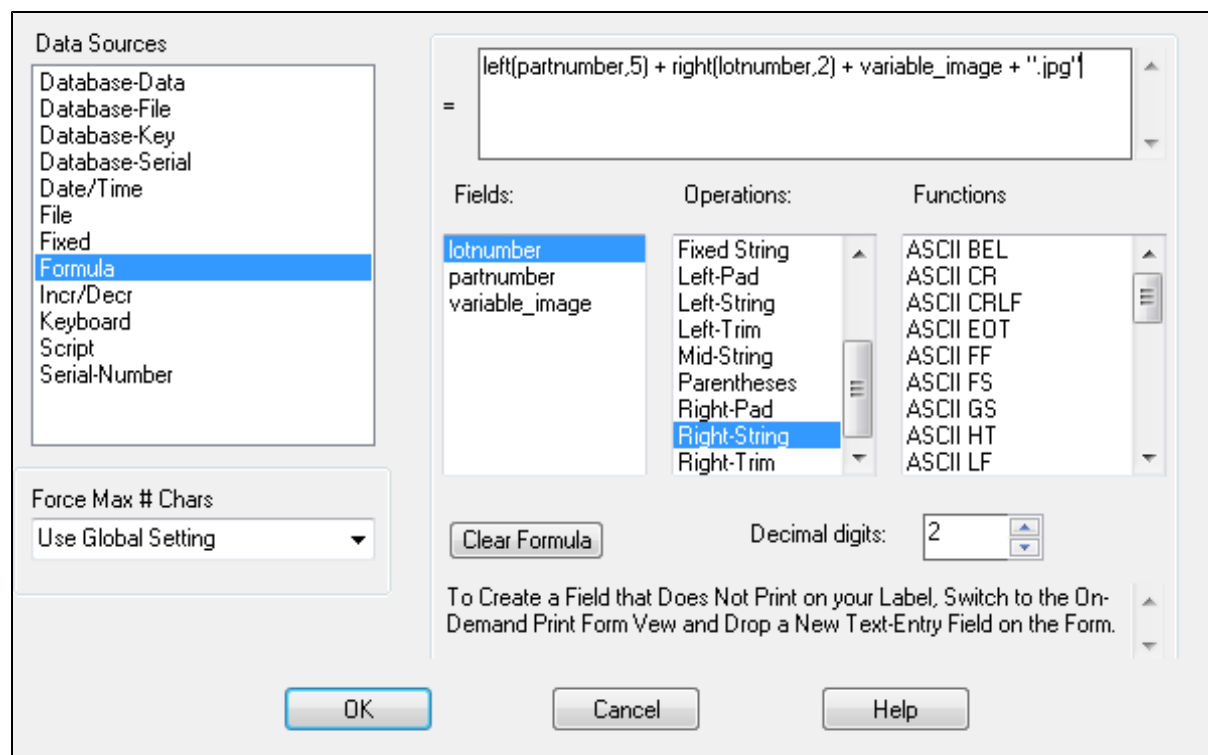 Data Sources
Database-Data
Database-File
Database-Key
Database-Serial
Date/Time
File
Fixed
Formula
Incr/Decr
Keyboard
Script
Serial-Number
Force Max # Chars
Use Global Setting
=
left(partnumber,5) + right(lotnumber,2) + variable_image + ".jpg"
Fields:
lotnumber
partnumber
variable_image
Operations:
Fixed String
Left-Pad
Left-String
Left-Trim
Mid-String
Parentheses
Right-Pad
Right-String
Right-Trim
Functions
ASCII BEL
ASCII CR
ASCII CRLF
ASCII EOT
ASCII FF
ASCII FS
ASCII GS
ASCII HT
ASCII LF
Clear Formula
Decimal digits:
2
To Create a Field that Does Not Print on your Label, Switch to the On-
Demand Print Form Vew and Drop a New Text-Entry Field on the Form.
OK
Cancel
Help